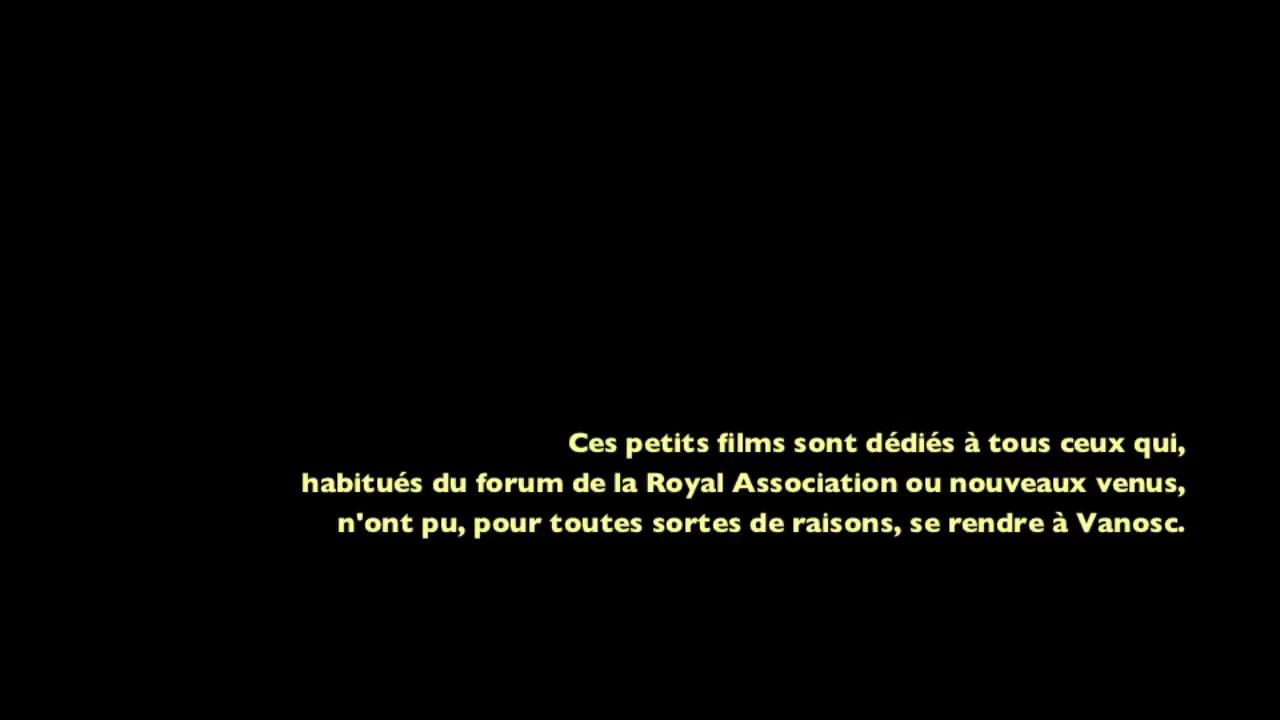 Ces petits films sont dédiés à tous ceux qui,
habitués du forum de la Royal Association ou nouveaux venus,
n'ont pu, pour toutes sortes de raisons, se rendre à Vanosc.